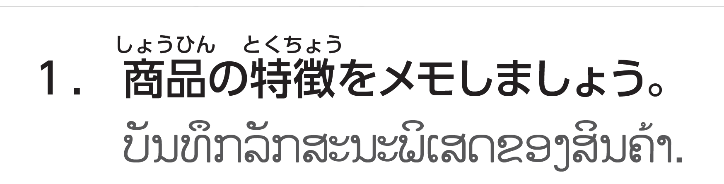 しょうひん とくちょう
1. 商品の特徴をメモしましょう。
ບັນທຶກລັກສະນະພິເສດຂອງສິນຄ້າ.